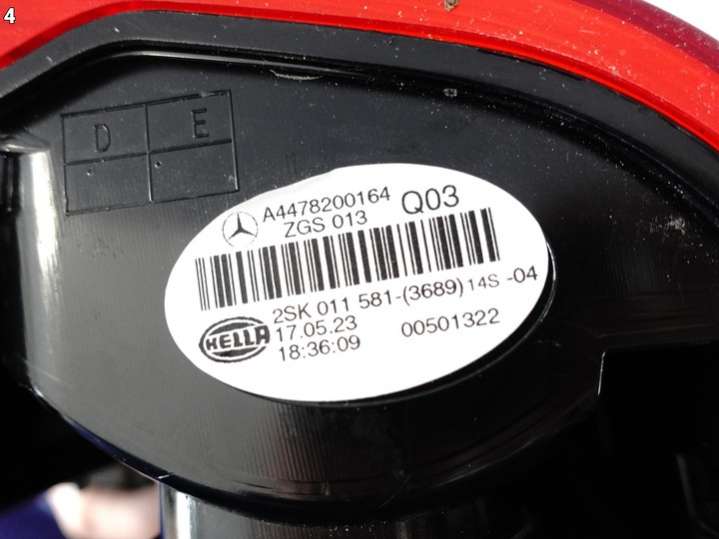 4
D E
A4478200164 Q03
ZGS 013
2SK 011 581-(3689) 14S -04
HELLA
17.05.23 00501322
18:36:09